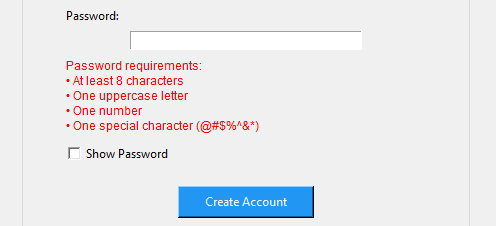 Password:
Password requirements:
• At least 8 characters
• One uppercase letter
• One number
• One special character (@#$%^&*)
Show Password
Create Account